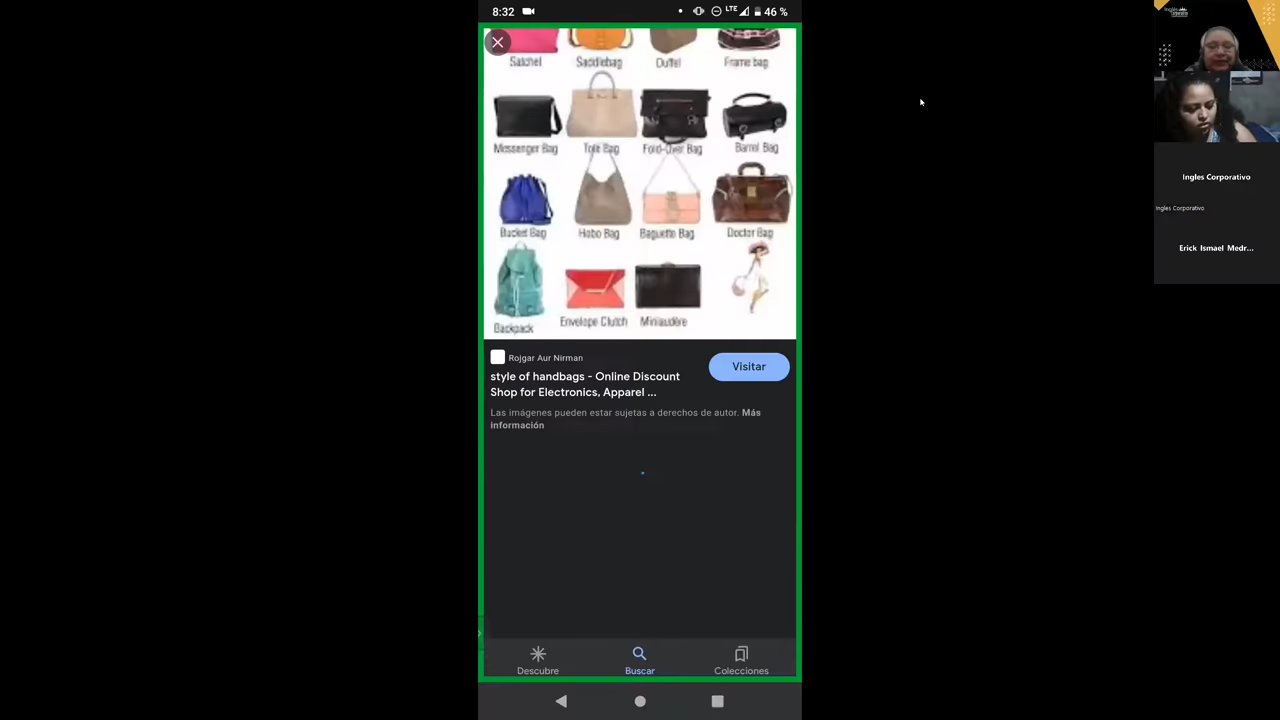 8:32
LTE
46 %
Satchel Saddlebag Duffel Frame bag
Messenger Bag Tote Bag Fold-Over Bag Barrel Bag
Bucket Bag Hobo Bag Baguette Bag Doctor Bag
Backpack Envelope Clutch Miniaudère
Rojgar Aur Nirman
style of handbags - Online Discount
Shop for Electronics, Apparel ...
Visitar
Las imágenes pueden estar sujetas a derechos de autor. Más
información
Descubre Buscar Colecciones
Ingles Corporativo
Ingles Corporativo
Erick Ismael Medr...